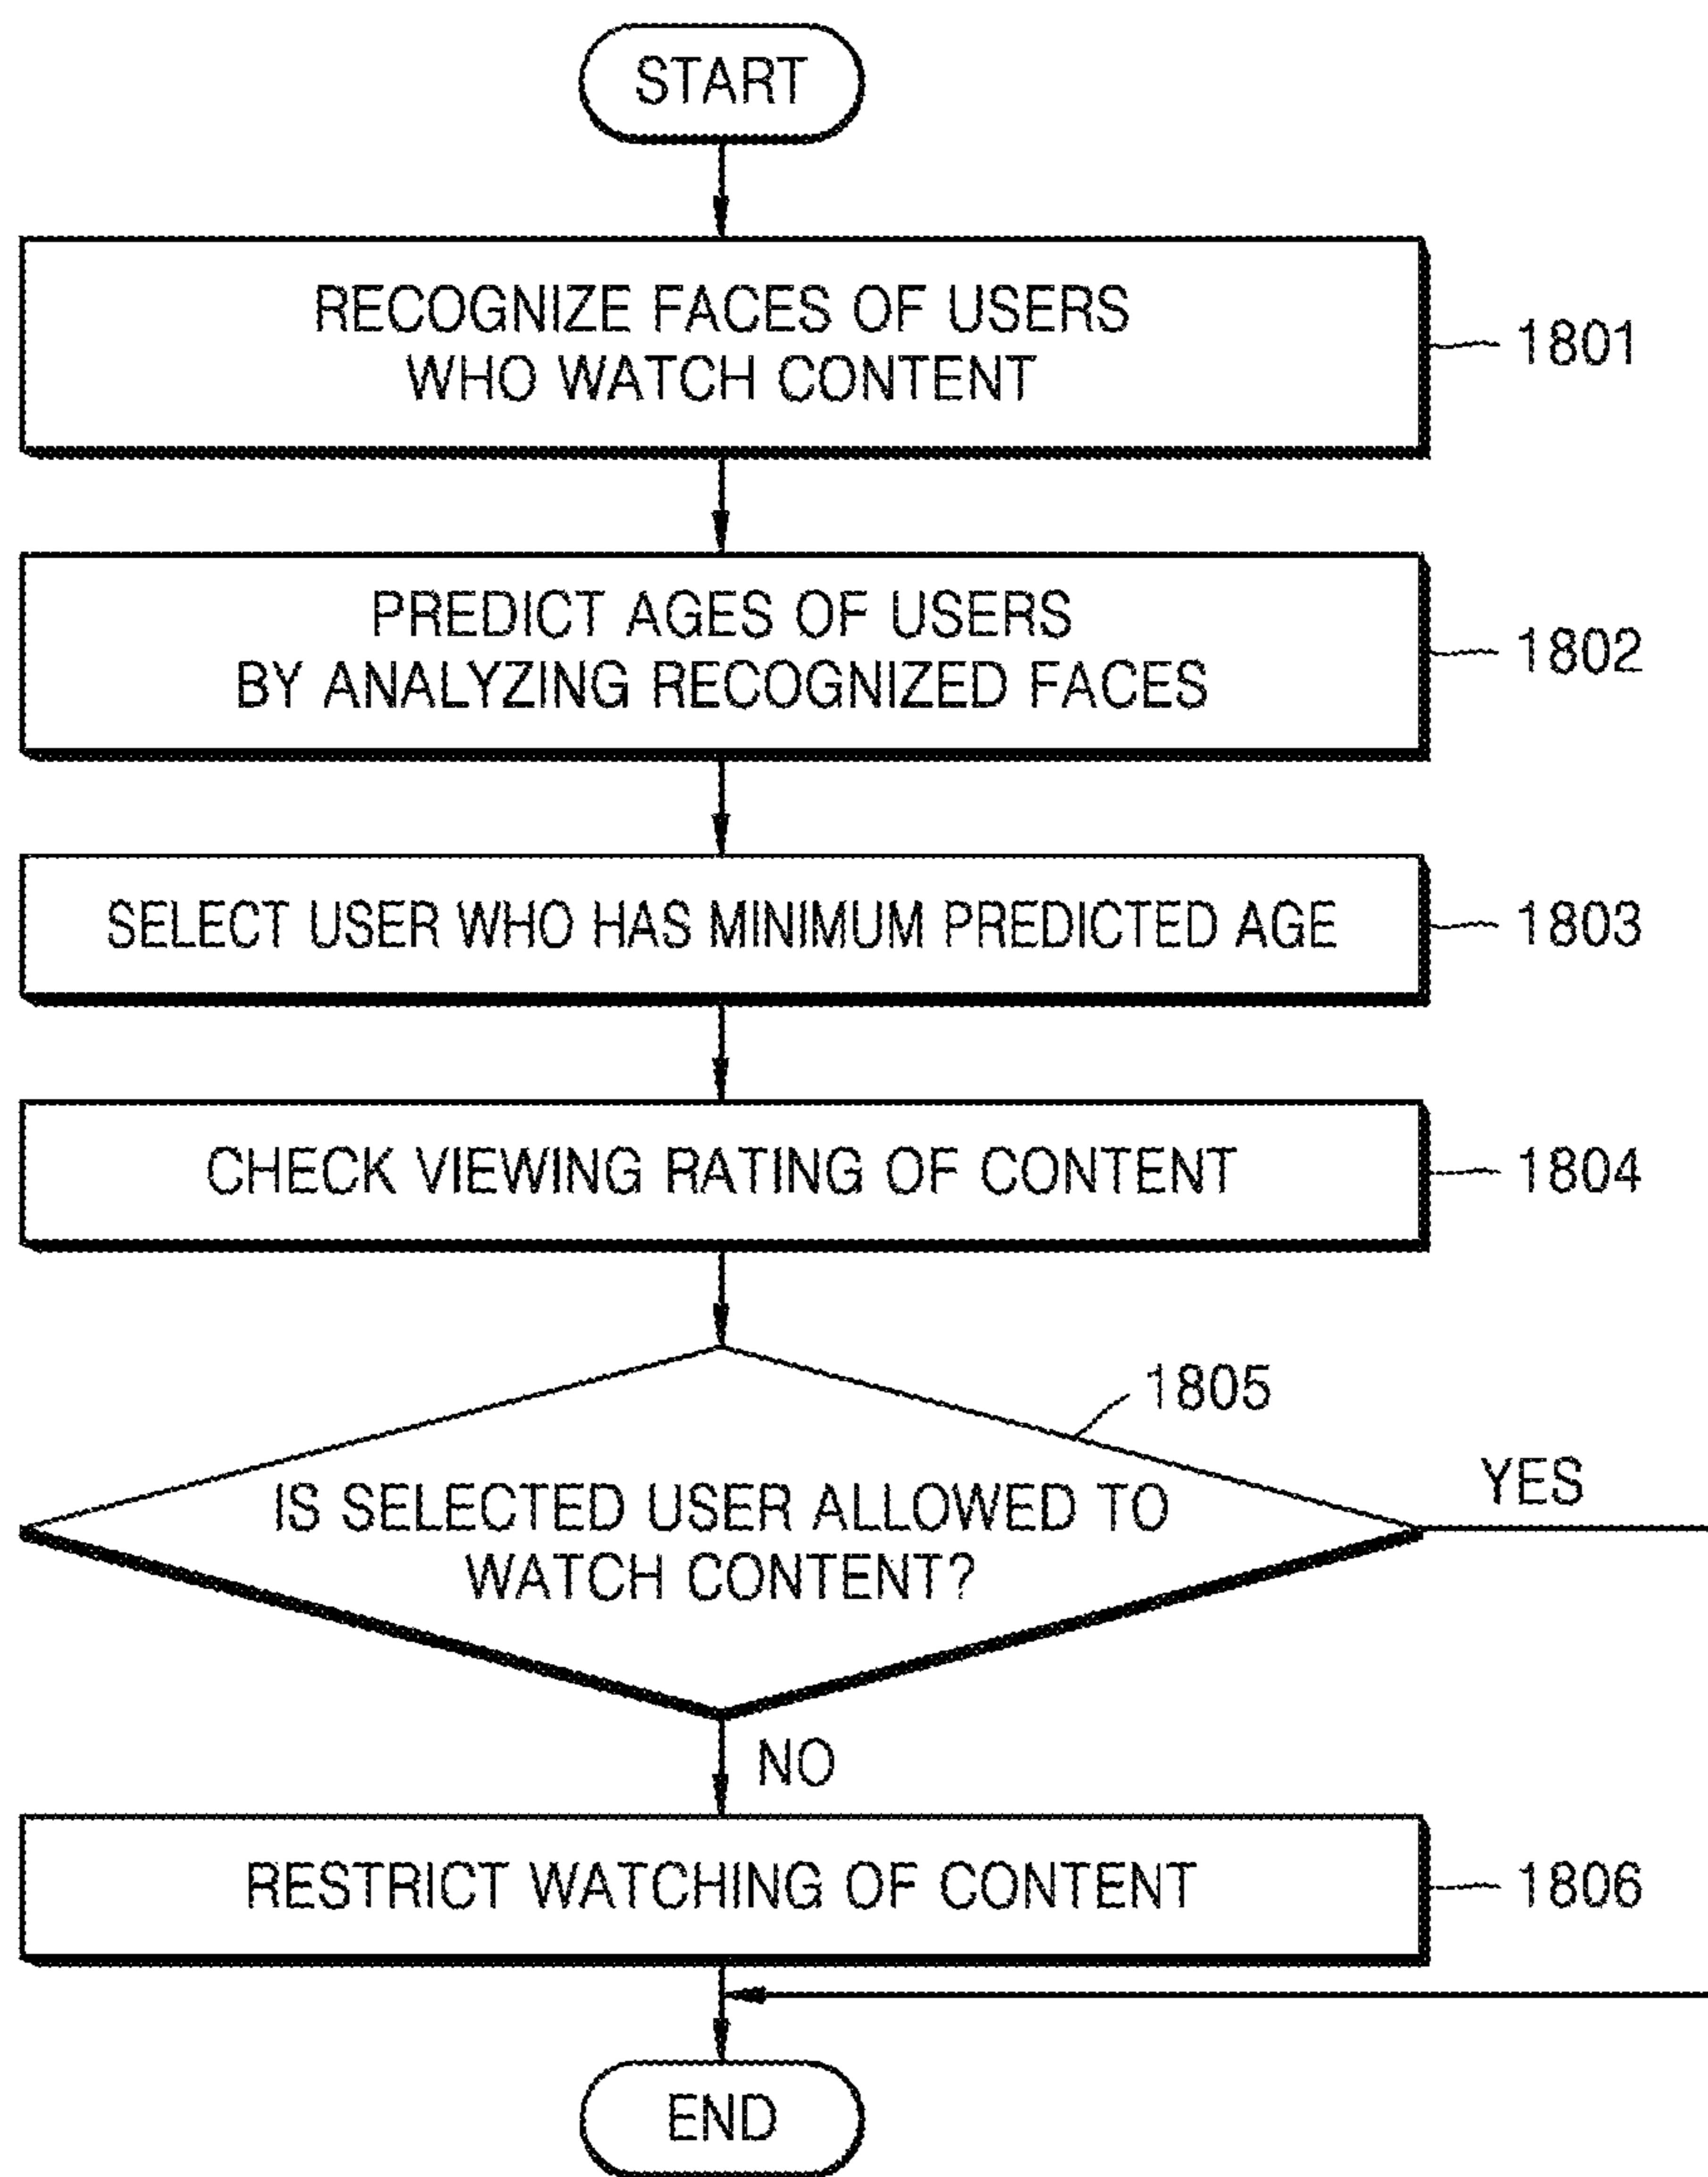 START
RECOGNIZE FACES OF USERS
WHO WATCH CONTENT
1801
PREDICT AGES OF USERS
BY ANALYZING RECOGNIZED FACES
1802
SELECT USER WHO HAS MINIMUM PREDICTED AGE
1803
CHECK VIEWING RATING OF CONTENT
1804
1805
IS SELECTED USER ALLOWED TO
WATCH CONTENT?
YES
NO
RESTRICT WATCHING OF CONTENT
1806
END